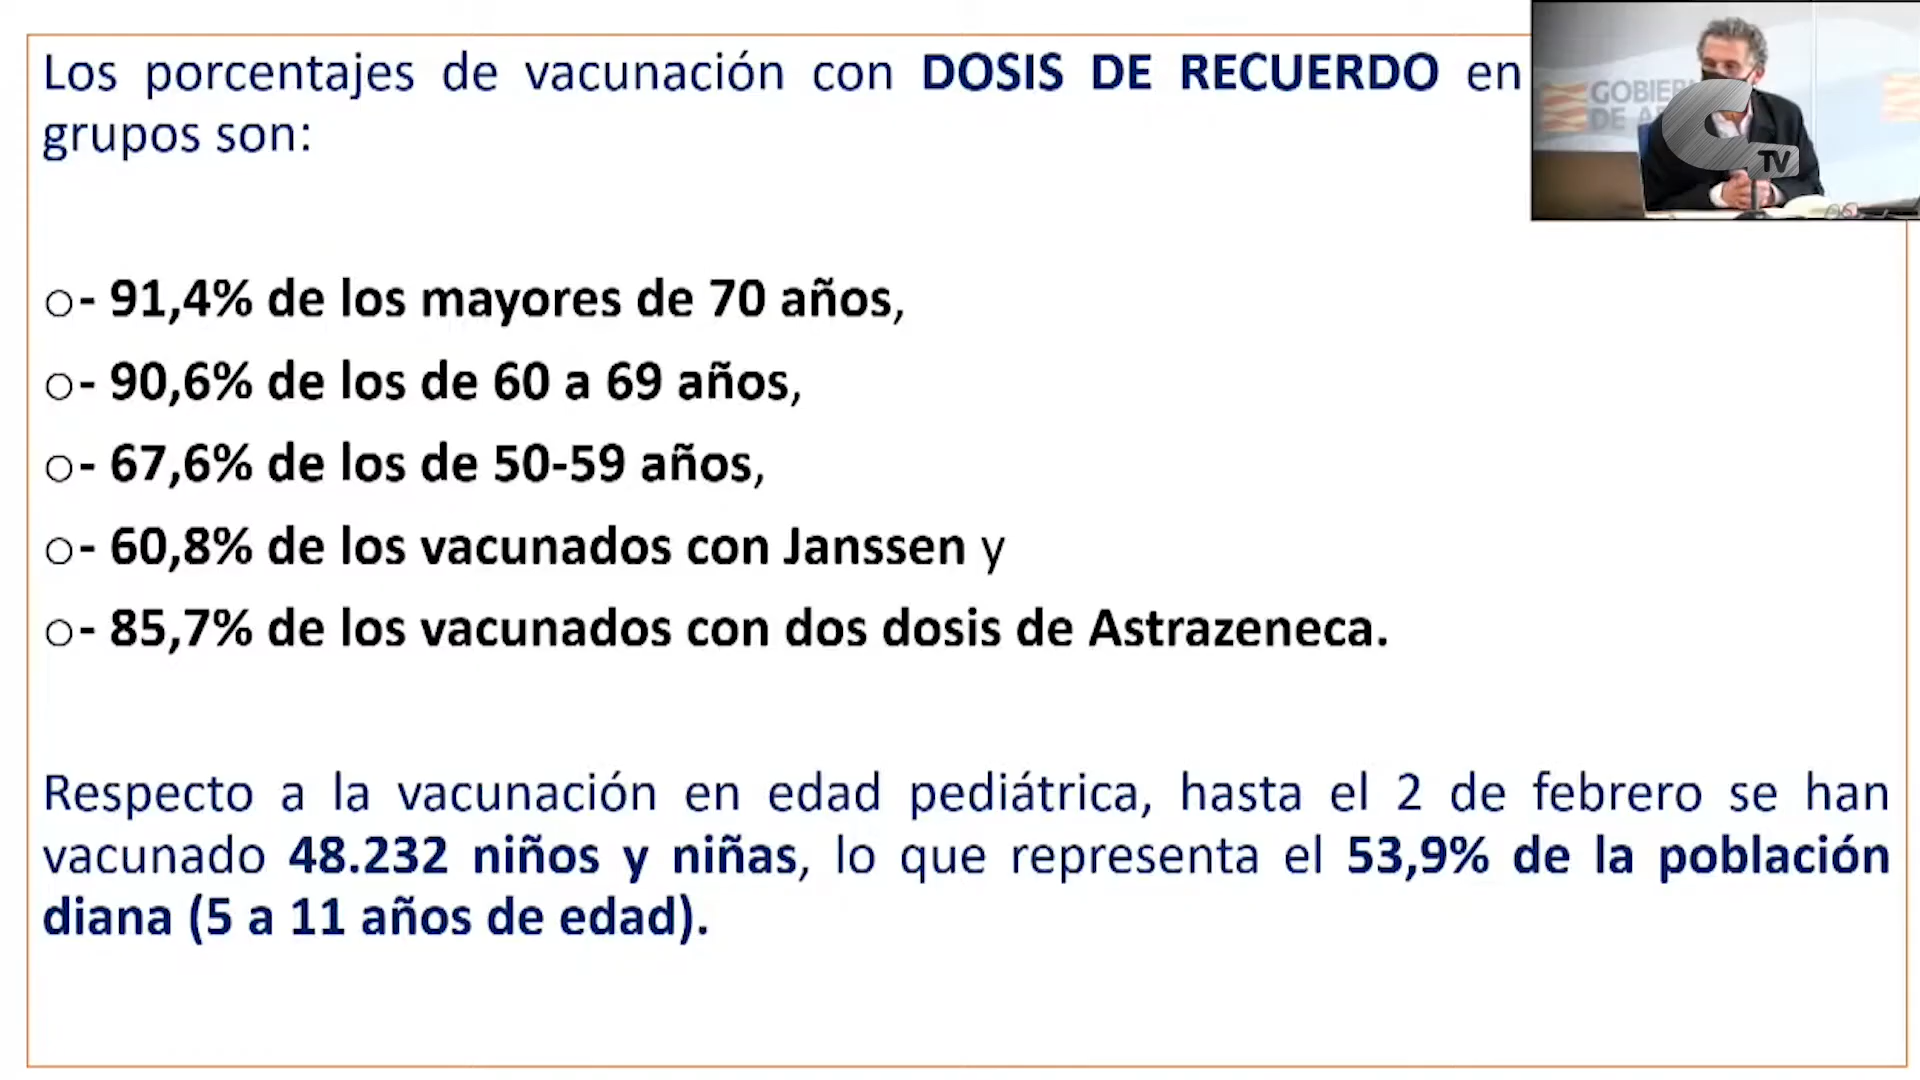 Los porcentajes de vacunación con DOSIS DE RECUERDO en
grupos son:
GOBIER
DE A
TV
o- 91,4% de los mayores de 70 años,
o- 90,6% de los de 60 a 69 años,
o- 67,6% de los de 50-59 años,
o- 60,8% de los vacunados con Janssen y
o- 85,7% de los vacunados con dos dosis de Astrazeneca.
Respecto a la vacunación en edad pediátrica, hasta el 2 de febrero se han
vacunado 48.232 niños y niñas, lo que representa el 53,9% de la población
diana (5 a 11 años de edad).